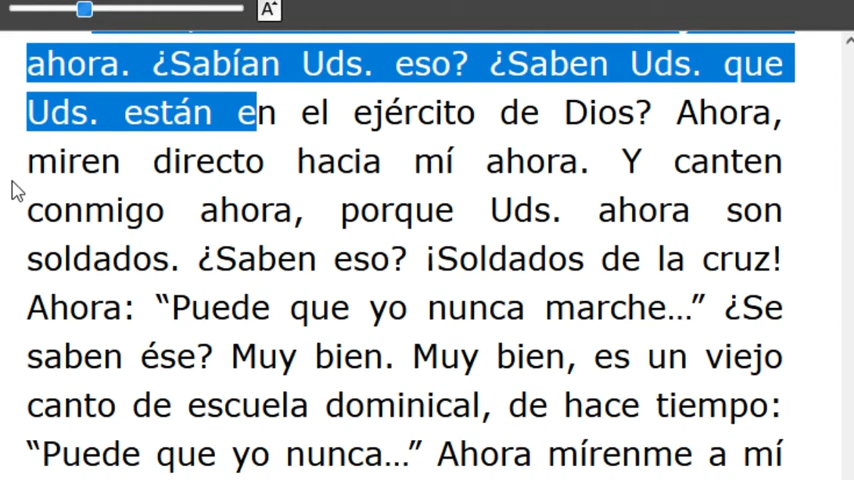 A
ahora. ¿Sabían Uds. eso? ¿Saben Uds. que
Uds. están en el ejército de Dios? Ahora,
miren directo hacia mí ahora. Y canten
conmigo ahora, porque Uds. ahora son
soldados. ¿Saben eso? ¡Soldados de la cruz!
Ahora: “Puede que yo nunca marche…” ¿Se
saben ése? Muy bien. Muy bien, es un viejo
canto de escuela dominical, de hace tiempo:
“Puede que yo nunca…” Ahora mírenme a mí